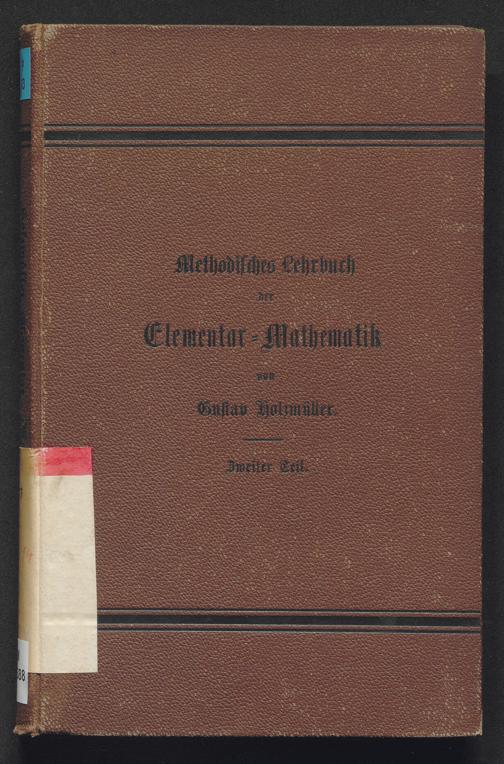 Methodisches Lehrbuch
der
Elementar-Mathematik
von
Gustav Holzmüller.
Zweiter Teil.